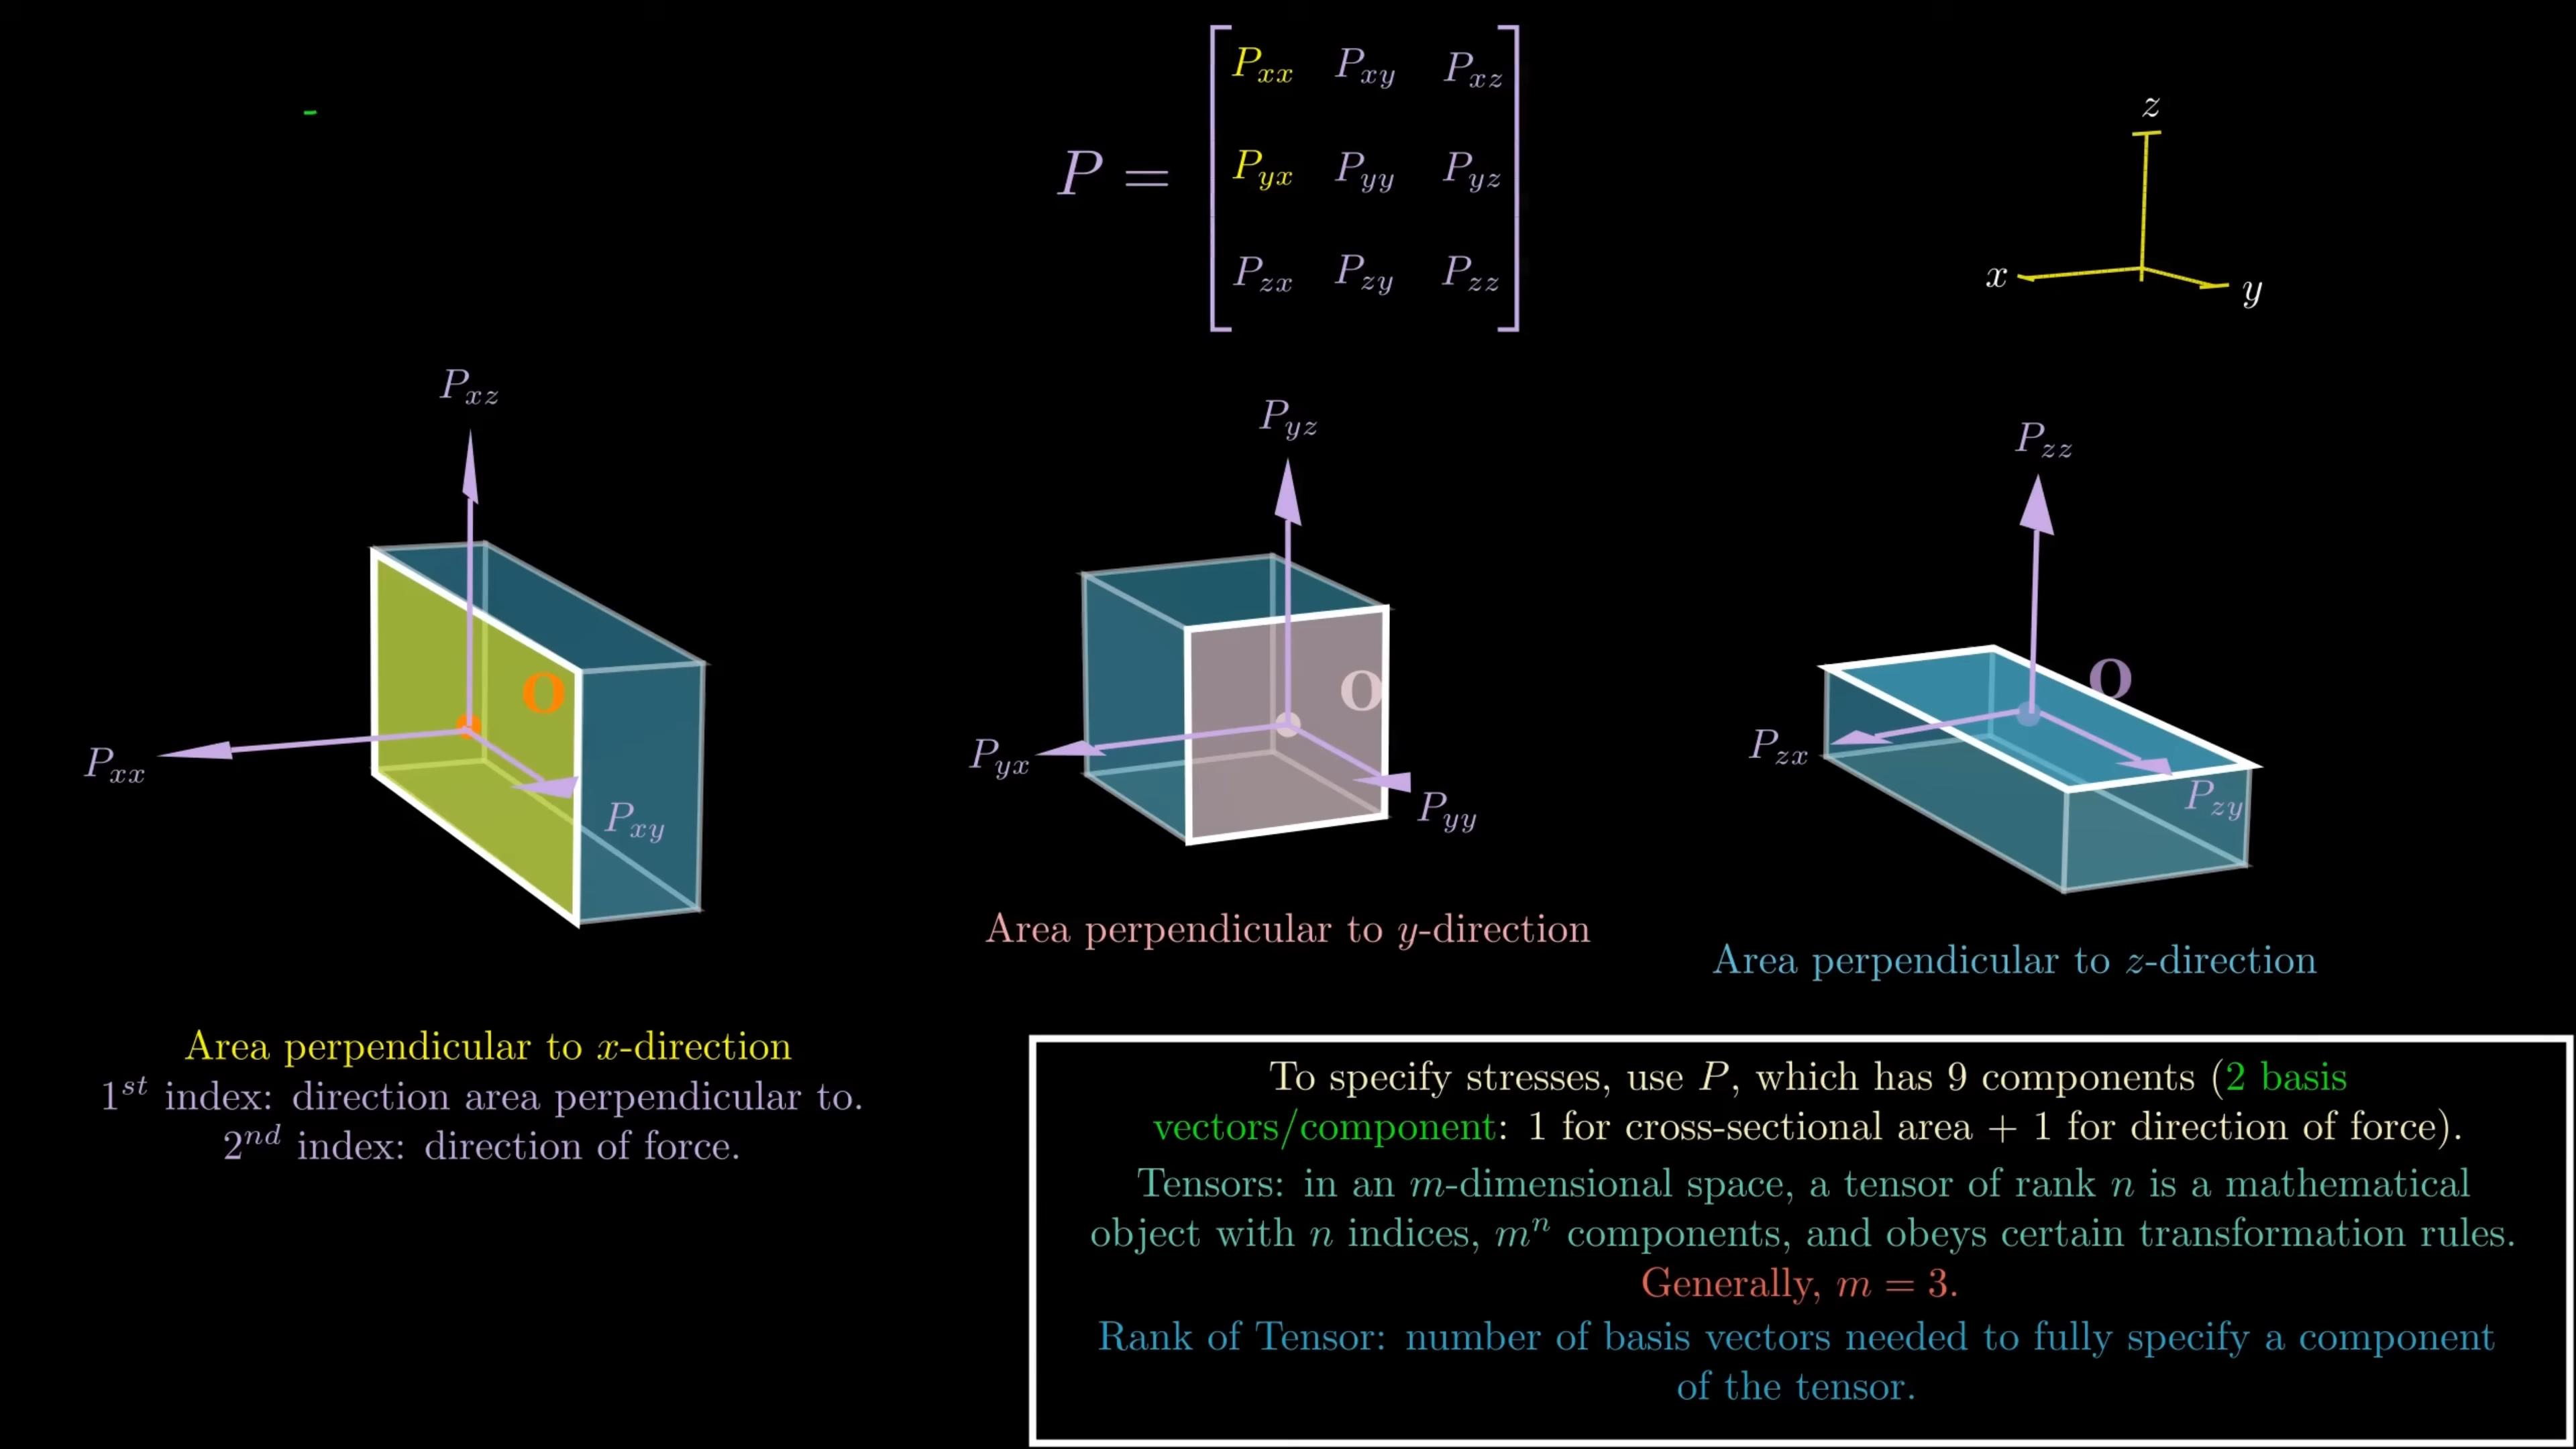 P = [ P_xx P_xy P_xz
P_yx P_yy P_yz
P_zx P_zy P_zz ]
z
x
y
P_xz
P_xx
O
P_xy
Area perpendicular to x-direction
1^st index: direction area perpendicular to.
2^nd index: direction of force.
P_yz
P_yx
O
P_yy
Area perpendicular to y-direction
P_zz
P_zx
O
P_zy
Area perpendicular to z-direction
To specify stresses, use P, which has 9 components (2 basis
vectors/component: 1 for cross-sectional area + 1 for direction of force).
Tensors: in an m-dimensional space, a tensor of rank n is a mathematical
object with n indices, m^n components, and obeys certain transformation rules.
Generally, m = 3.
Rank of Tensor: number of basis vectors needed to fully specify a component
of the tensor.